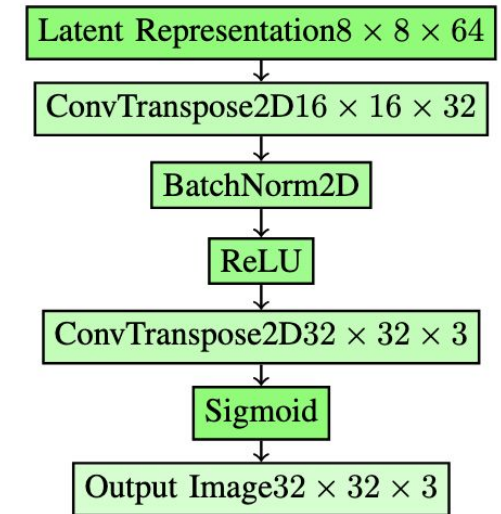 Latent Representation8 × 8 × 64
ConvTranspose2D16 × 16 × 32
BatchNorm2D
ReLU
ConvTranspose2D32 × 32 × 3
Sigmoid
Output Image32 × 32 × 3